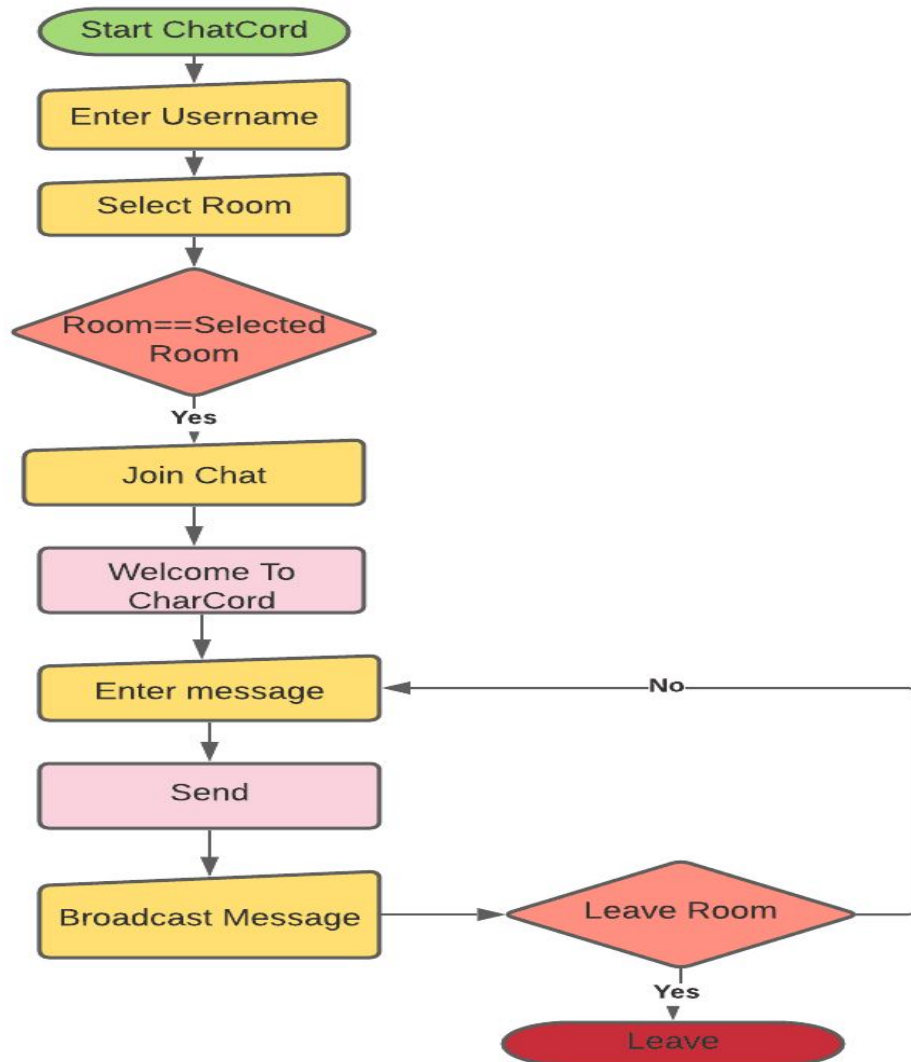 Start ChatCord
Enter Username
Select Room
Room==Selected
Room
Yes
Join Chat
Welcome To
CharCord
Enter message
No
Send
Broadcast Message
Leave Room
Yes
Leave